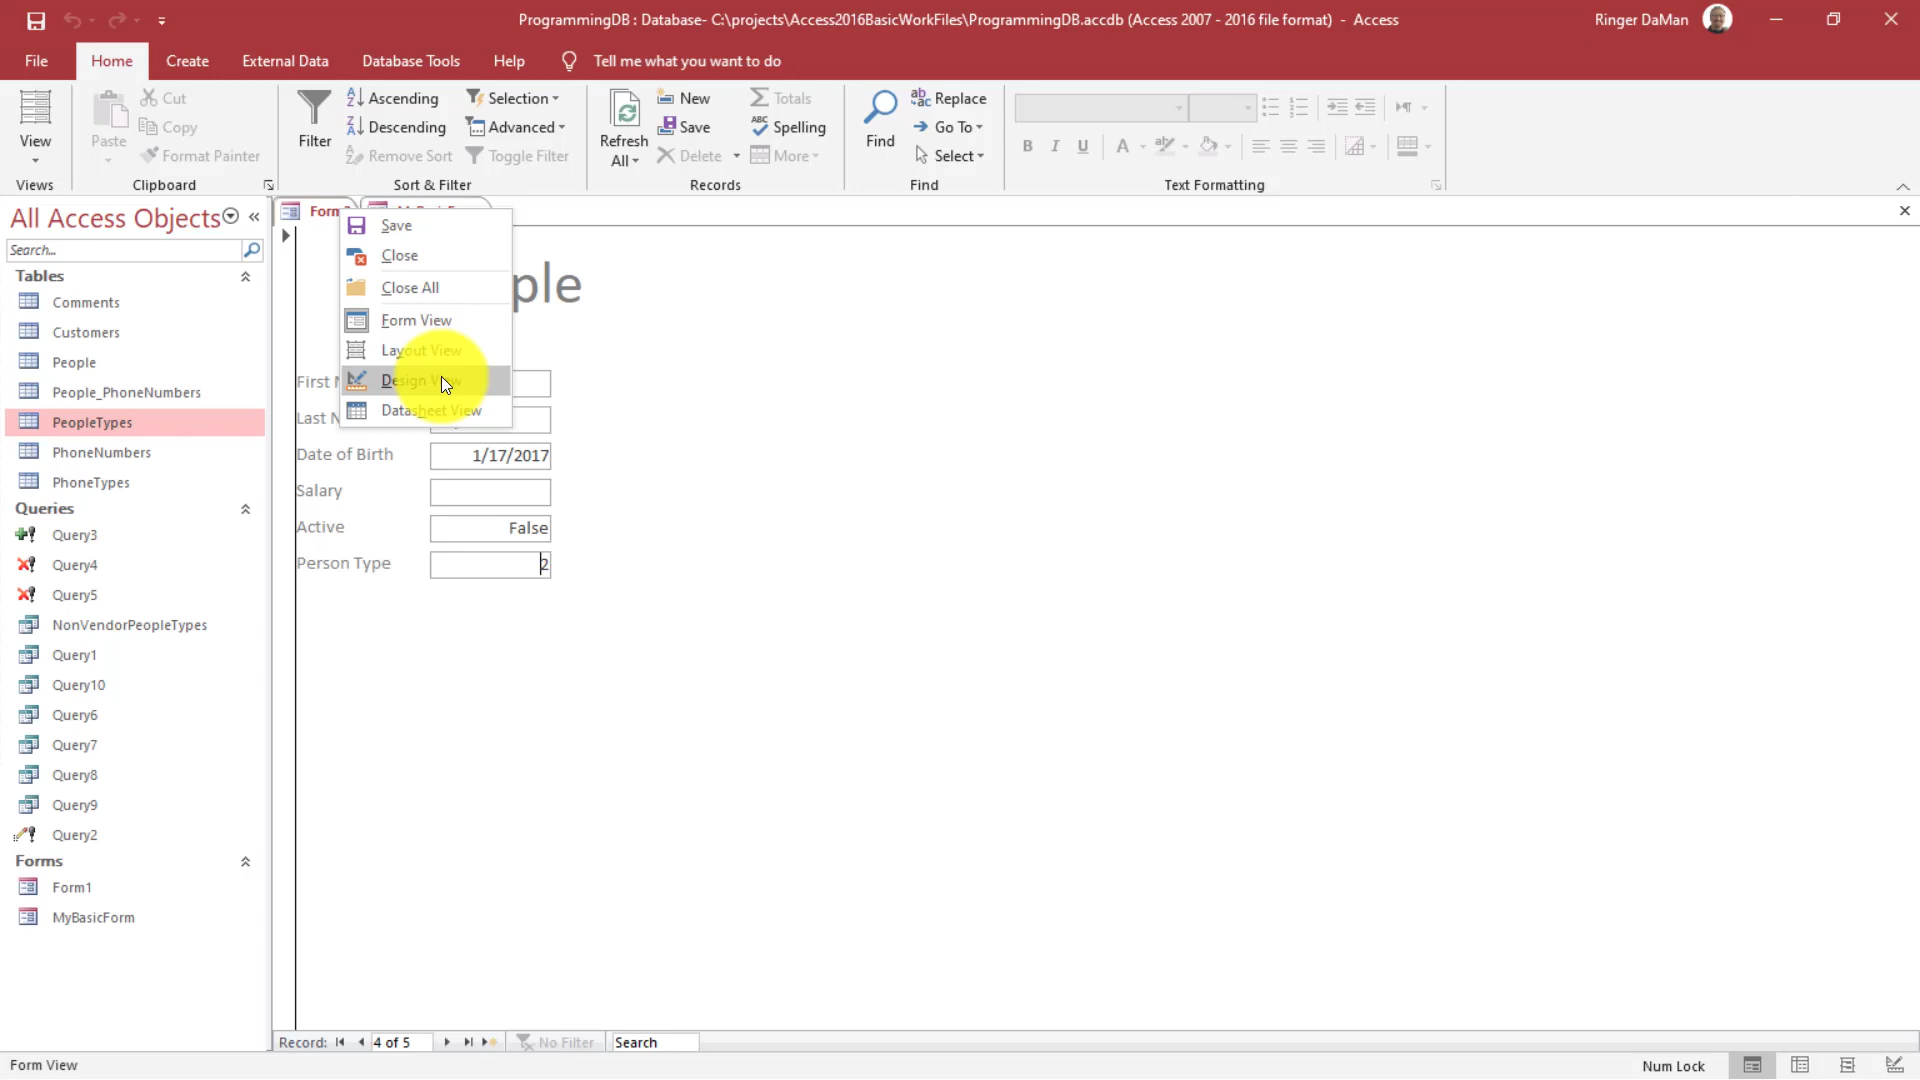 ProgrammingDB : Database- C:\projects\Access2016BasicWorkFiles\ProgrammingDB.accdb (Access 2007 - 2016 file format) - Access
Ringer DaMan
File Home Create External Data Database Tools Help Tell me what you want to do
View
Views
Paste
Cut
Copy
Format Painter
Clipboard
Filter
Ascending
Descending
Remove Sort
Selection
Advanced
Toggle Filter
Sort & Filter
Refresh
All
New
Save
Delete
Totals
Spelling
More
Records
Find
Replace
Go To
Select
Find
B I U A
Text Formatting
All Access Objects
Search...
Tables
Comments
Customers
People
People_PhoneNumbers
PeopleTypes
PhoneNumbers
PhoneTypes
Queries
Query3
Query4
Query5
NonVendorPeopleTypes
Query1
Query10
Query6
Query7
Query8
Query9
Query2
Forms
Form1
MyBasicForm
Save
Close
Close All
Form View
Layout View
Design View
Datasheet View
ple
First N
Last N
Date of Birth 1/17/2017
Salary
Active False
Person Type 2
Record: 4 of 5 No Filter Search
Form View
Num Lock